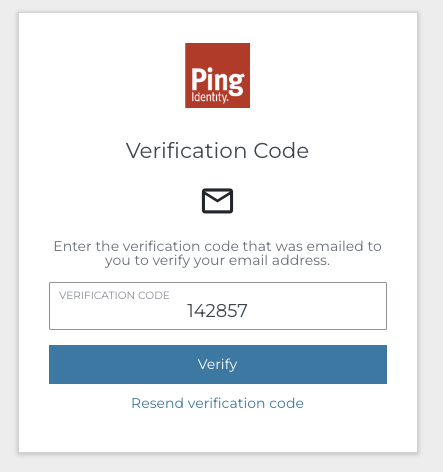 Ping
Identity.
Verification Code
Enter the verification code that was emailed to
you to verify your email address.
VERIFICATION CODE
142857
Verify
Resend verification code